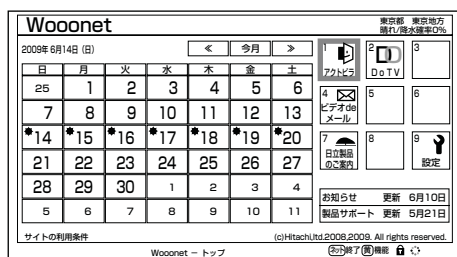 Wooonet
東京都 東京地方
晴れ/降水確率0%
2009年 6月14日 (日)
≪ 今月 ≫
日 月 火 水 木 金 土
25 1 2 3 4 5 6
7 8 9 10 11 12 13
14 15 16 17 18 19 20
21 22 23 24 25 26 27
28 29 30 1 2 3 4
5 6 7 8 9 10 11
1 アクトビラ
2 DoTV
3
4 ビデオde
メール
5
6
7 日立製品
のご案内
8
9 設定
お知らせ 更新 6月10日
製品サポート 更新 5月21日
サイトの利用条件
(c)Hitachi,ltd.2008,2009. All rights reserved.
Wooonet − トップ
ネット終了 黄 機能